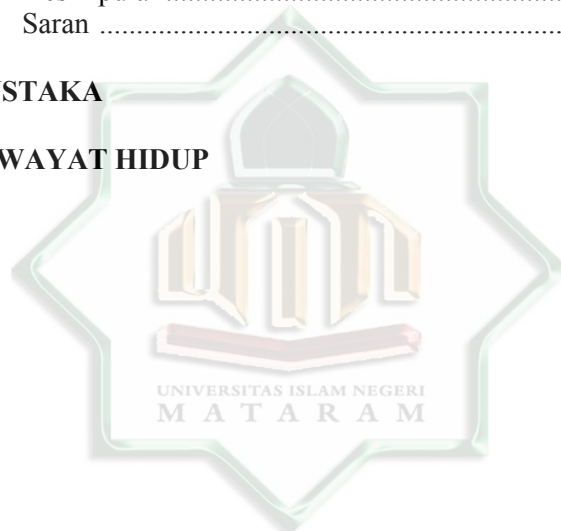 Saran ..............................................................
STAKA
WAYAT HIDUP
UNIVERSITAS ISLAM NEGERI
MATARAM